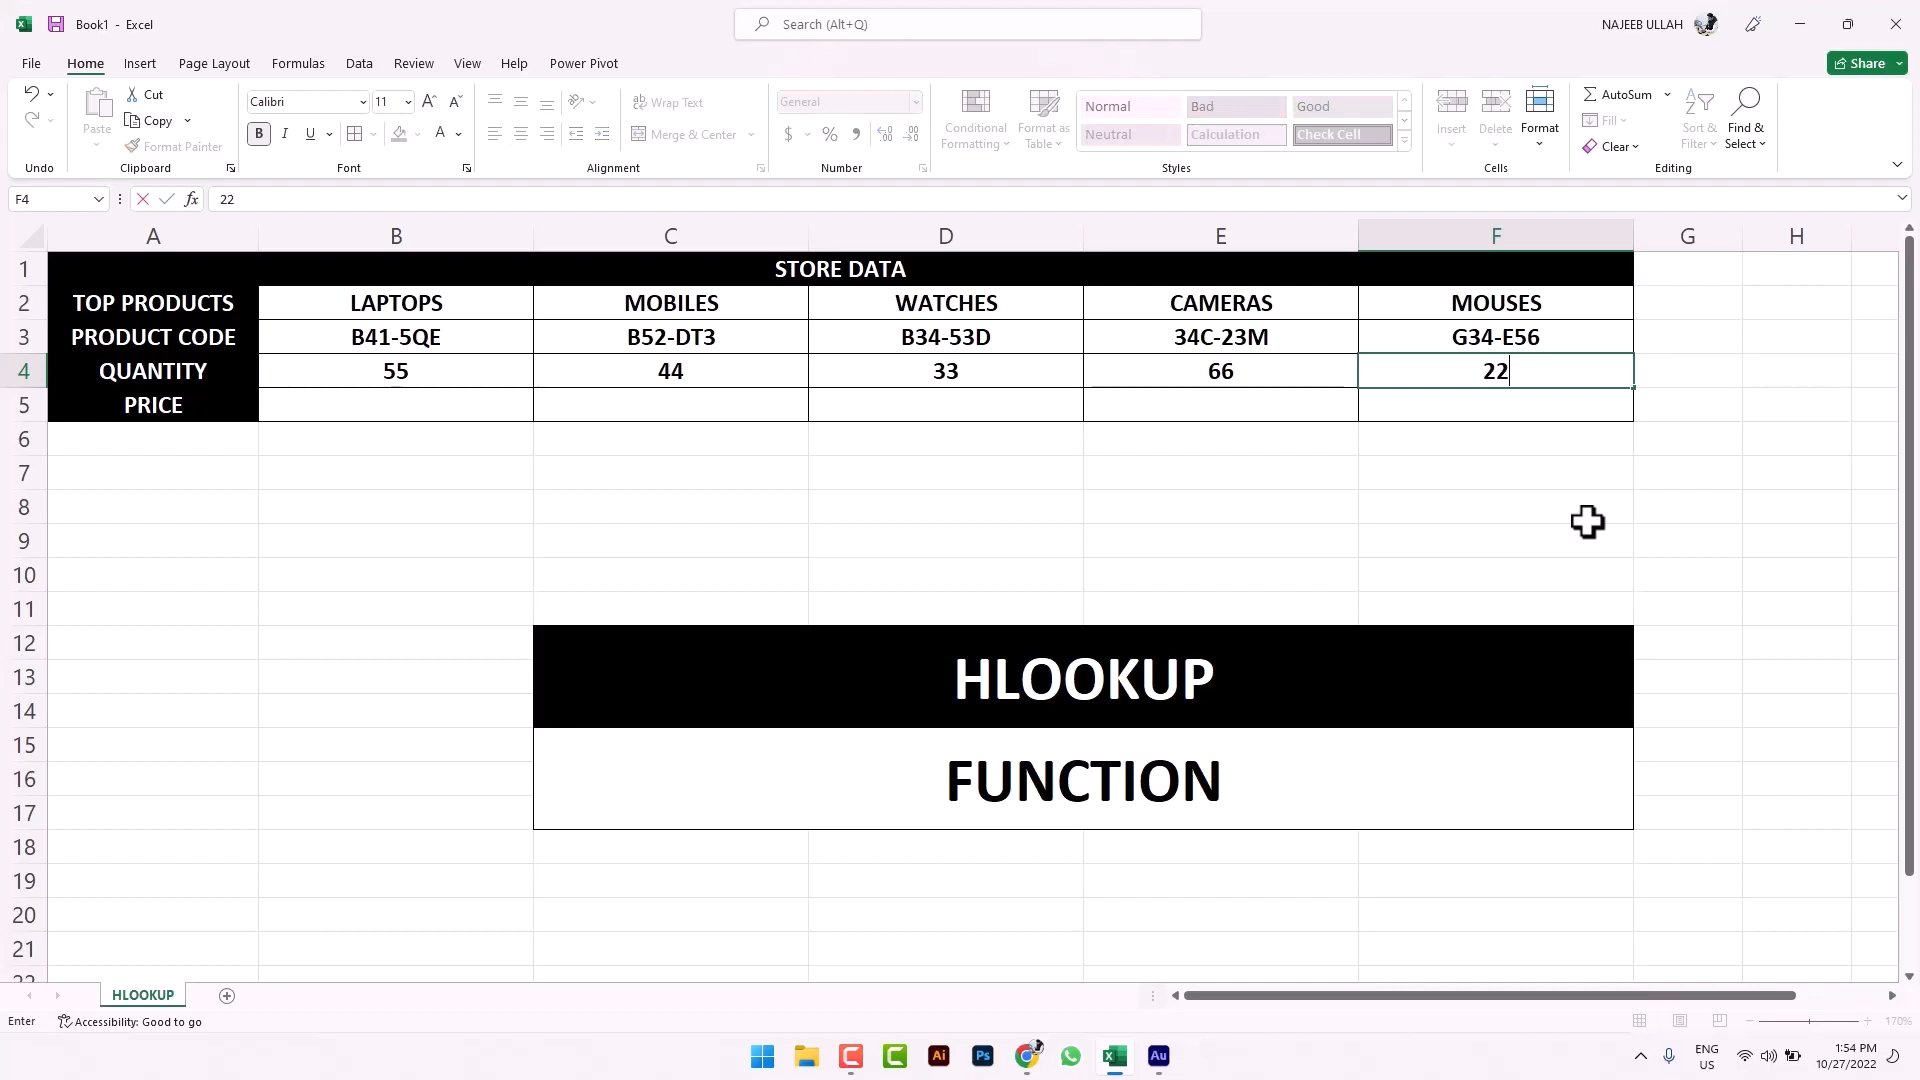 Book1 - Excel
Search (Alt+Q)
NAJEEB ULLAH
File Home Insert Page Layout Formulas Data Review View Help Power Pivot
Share
Paste
Cut
Copy
Format Painter
Calibri 11
B I U
ab Wrap Text
Merge & Center
General
$ % ,
Conditional Formatting
Format as Table
Normal Bad Good
Neutral Calculation Check Cell
Insert Delete Format
AutoSum
Fill
Clear
Sort & Filter
Find & Select
Undo Clipboard Font Alignment Number Styles Cells Editing
F4 fx 22
A B C D E F G H
1 STORE DATA
2 TOP PRODUCTS LAPTOPS MOBILES WATCHES CAMERAS MOUSES
3 PRODUCT CODE B41-5QE B52-DT3 B34-53D 34C-23M G34-E56
4 QUANTITY 55 44 33 66 22
5 PRICE
6
7
8
9
10
11
12
13 HLOOKUP
14
15
16 FUNCTION
17
18
19
20
21
22
HLOOKUP
Enter Accessibility: Good to go 170%
Ai Ps Au
ENG US
1:54 PM
10/27/2022